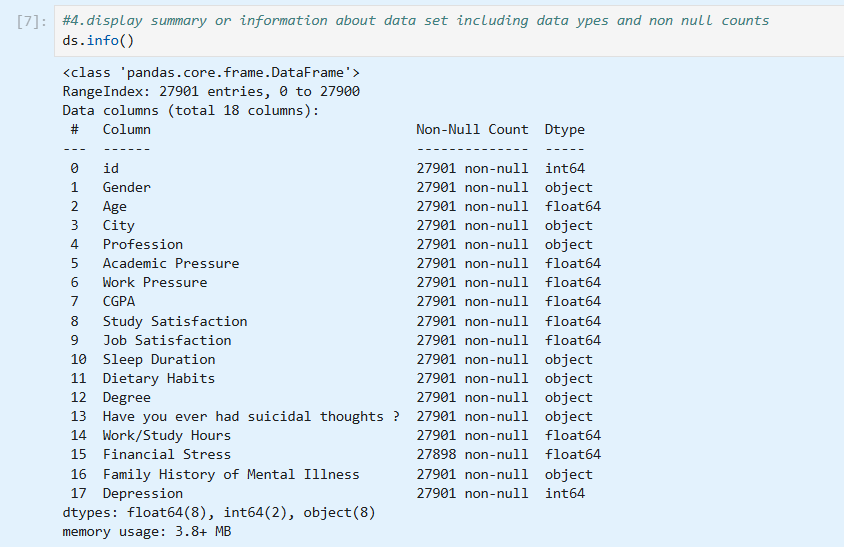 [7]: #4.display summary or information about data set including data ypes and non null counts
ds.info()
<class 'pandas.core.frame.DataFrame'>
RangeIndex: 27901 entries, 0 to 27900
Data columns (total 18 columns):
 #   Column                                 Non-Null Count  Dtype
---  ------                                 --------------  -----
 0   id                                     27901 non-null  int64
 1   Gender                                 27901 non-null  object
 2   Age                                    27901 non-null  float64
 3   City                                   27901 non-null  object
 4   Profession                             27901 non-null  object
 5   Academic Pressure                      27901 non-null  float64
 6   Work Pressure                          27901 non-null  float64
 7   CGPA                                   27901 non-null  float64
 8   Study Satisfaction                     27901 non-null  float64
 9   Job Satisfaction                       27901 non-null  float64
 10  Sleep Duration                         27901 non-null  object
 11  Dietary Habits                         27901 non-null  object
 12  Degree                                 27901 non-null  object
 13  Have you ever had suicidal thoughts ?  27901 non-null  object
 14  Work/Study Hours                       27901 non-null  float64
 15  Financial Stress                       27898 non-null  float64
 16  Family History of Mental Illness       27901 non-null  object
 17  Depression                             27901 non-null  int64
dtypes: float64(8), int64(2), object(8)
memory usage: 3.8+ MB